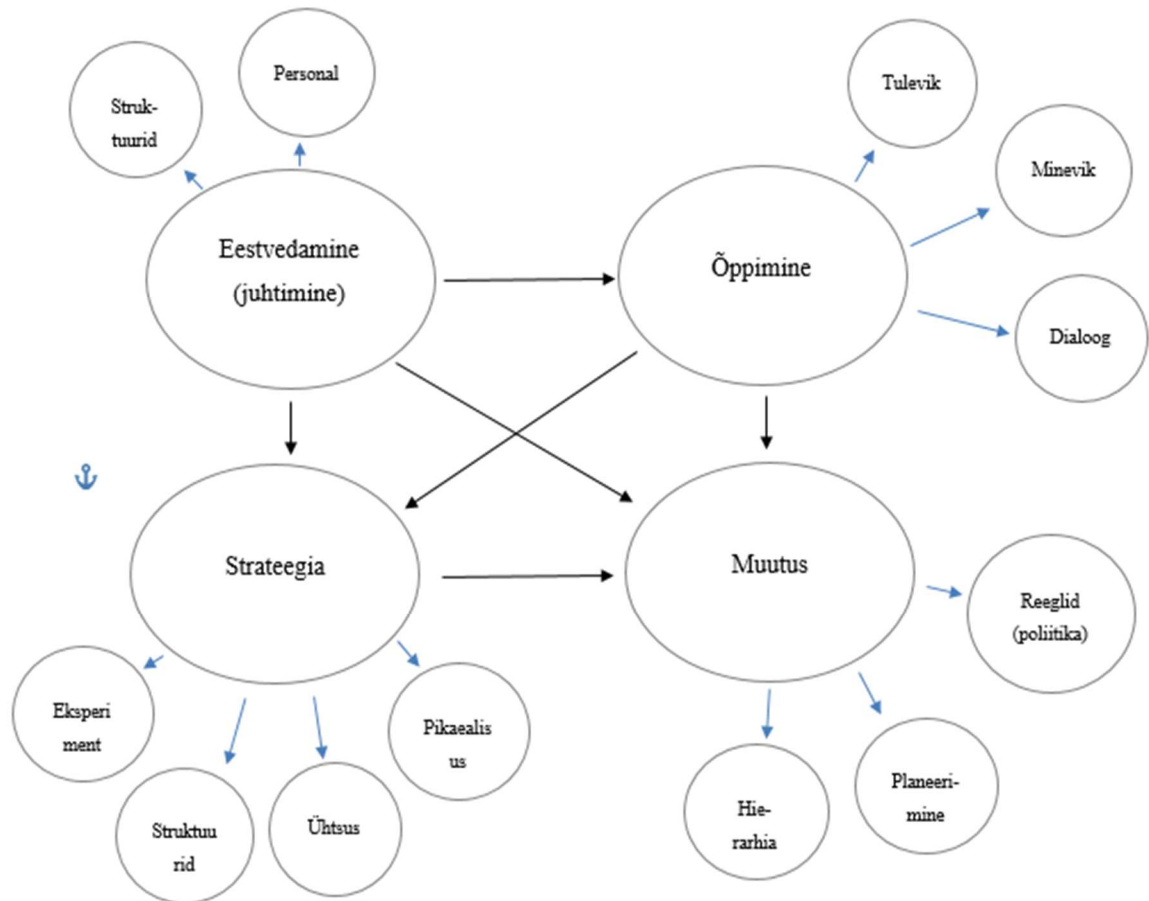 Personal
Struk-
tuurid
Tulevik
Minevik
Eestvedamine
(juhtimine)
Õppimine
Dialoog
Strateegia
Muutus
Reeglid
(poliitika)
Eksperi
ment
Pikaealis
us
Struktuu
rid
Ühtsus
Hie-
rarhia
Planeeri-
mine